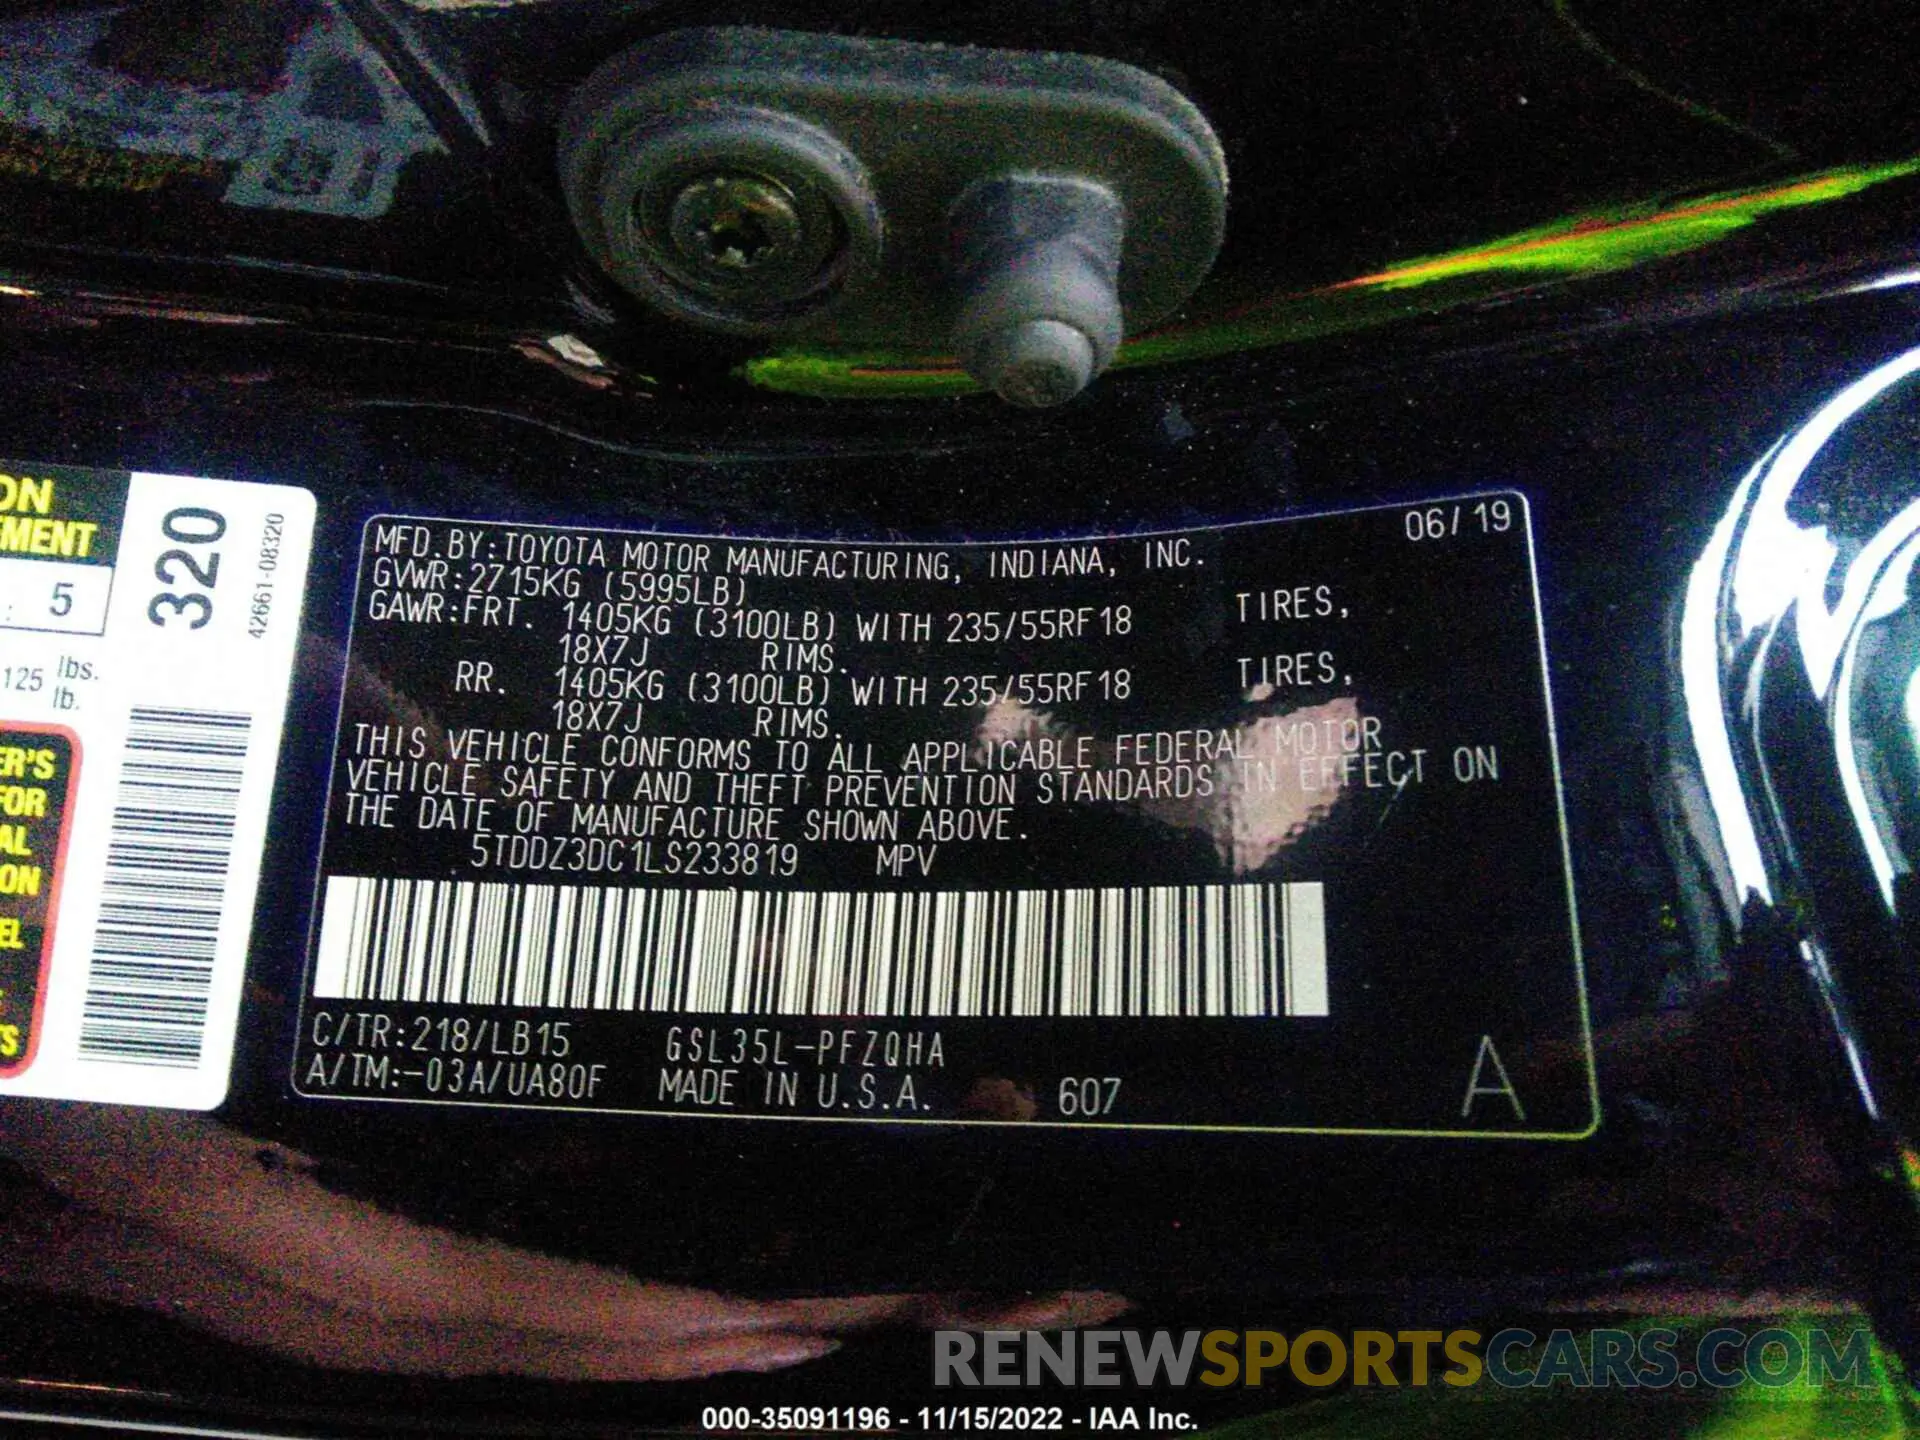 ON
EMENT
: 5
125 lbs.
lb.
ER'S
FOR
AL
ON
EL
TS
320
42661-08320
06/19
MFD.BY:TOYOTA MOTOR MANUFACTURING, INDIANA, INC.
GVWR:2715KG (5995LB)
GAWR:FRT. 1405KG (3100LB) WITH 235/55RF18 TIRES,
18X7J RIMS.
RR. 1405KG (3100LB) WITH 235/55RF18 TIRES,
18X7J RIMS.
THIS VEHICLE CONFORMS TO ALL APPLICABLE FEDERAL MOTOR
VEHICLE SAFETY AND THEFT PREVENTION STANDARDS IN EFFECT ON
THE DATE OF MANUFACTURE SHOWN ABOVE.
5TDDZ3DC1LS233819 MPV
C/TR:218/LB15 GSL35L-PFZQHA
A/TM:-03A/UA80F MADE IN U.S.A. 607 A
RENEWSPORTSCARS.COM
000-35091196 - 11/15/2022 - IAA Inc.